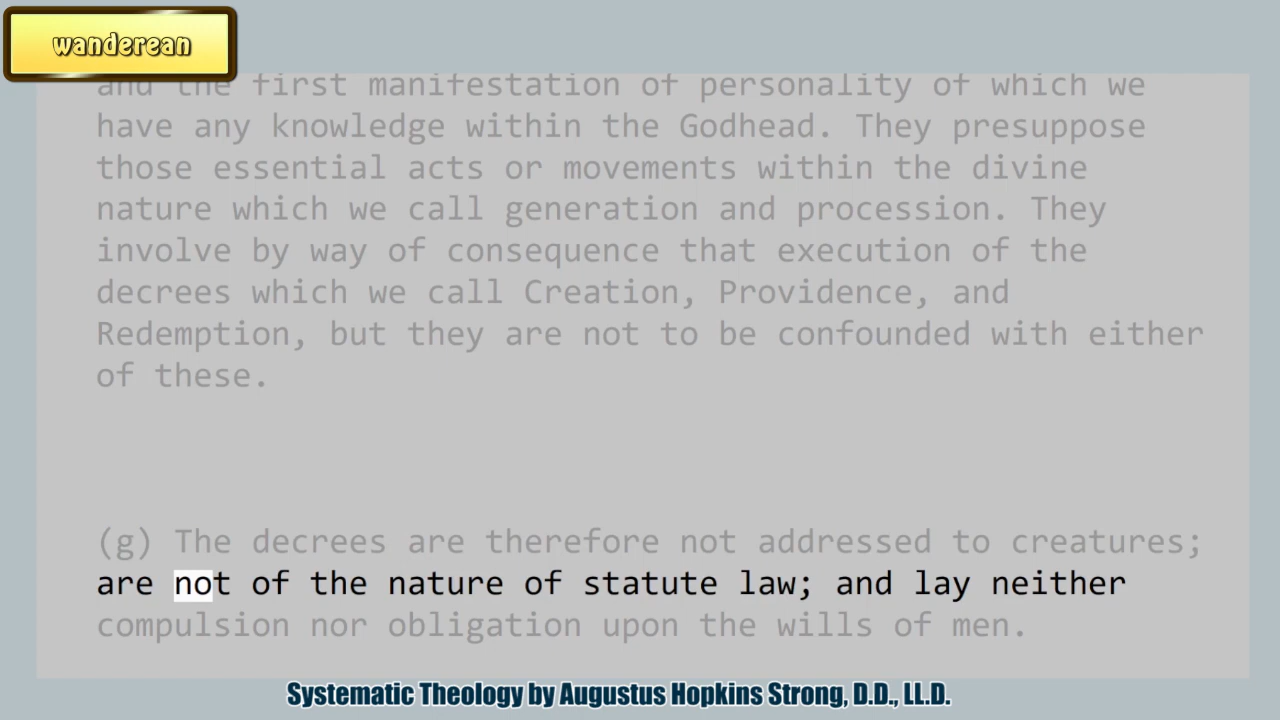 wanderean
and the first manifestation of personality of which we
have any knowledge within the Godhead. They presuppose
those essential acts or movements within the divine
nature which we call generation and procession. They
involve by way of consequence that execution of the
decrees which we call Creation, Providence, and
Redemption, but they are not to be confounded with either
of these.
(g) The decrees are therefore not addressed to creatures;
are not of the nature of statute law; and lay neither
compulsion nor obligation upon the wills of men.
Systematic Theology by Augustus Hopkins Strong, D.D., LL.D.